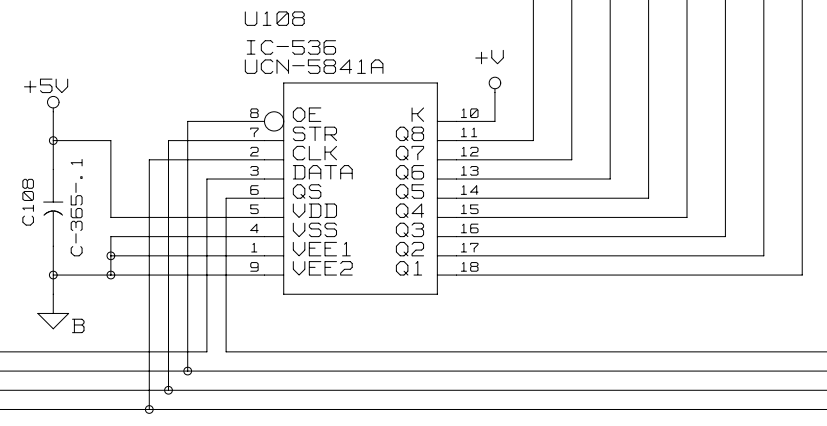 U108
IC-536
UCN-5841A
+V
+5V
8 OE K 10
7 STR Q8 11
2 CLK Q7 12
3 DATA Q6 13
6 QS Q5 14
5 VDD Q4 15
4 VSS Q3 16
1 VEE1 Q2 17
9 VEE2 Q1 18
C108
C-365-.1
B